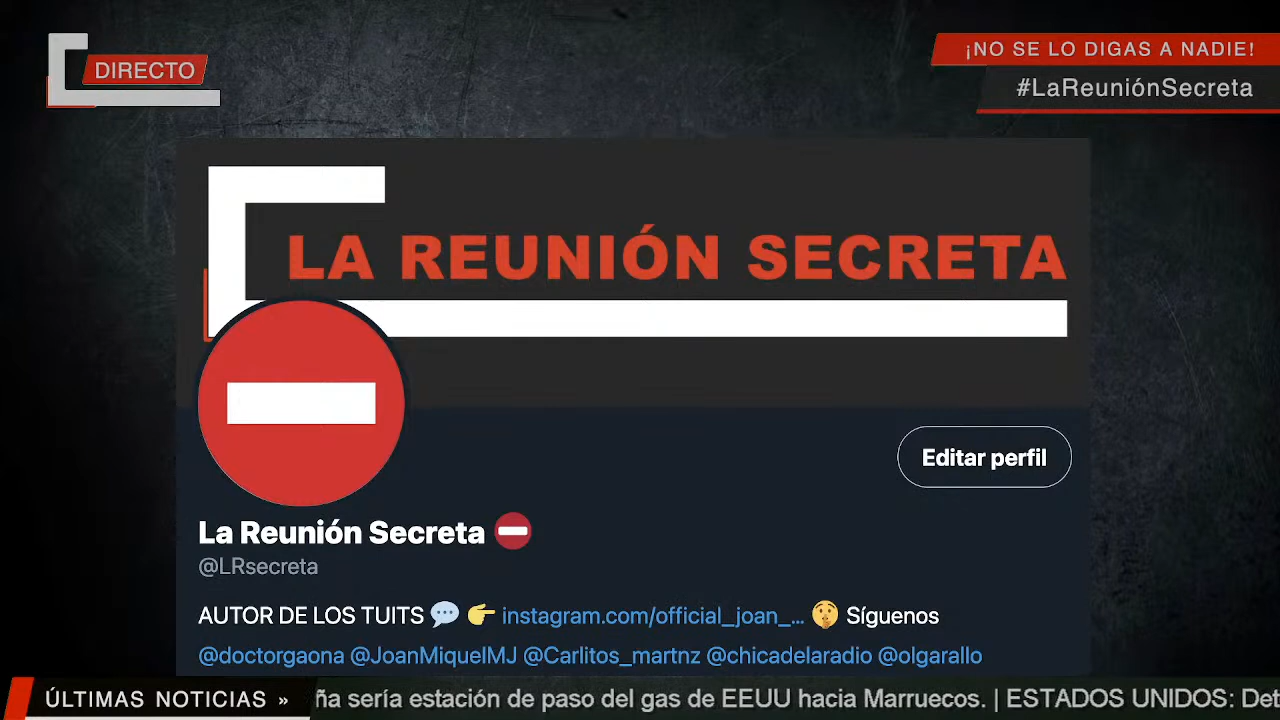 DIRECTO
¡NO SE LO DIGAS A NADIE!
#LaReuniónSecreta
LA REUNIÓN SECRETA
Editar perfil
La Reunión Secreta
@LRsecreta
AUTOR DE LOS TUITS 💬 👉 instagram.com/official_joan_... 🤫 Síguenos
@doctorgaona @JoanMiquelMJ @Carlitos_martnz @chicadelaradio @olgarallo
ÚLTIMAS NOTICIAS » ña sería estación de paso del gas de EEUU hacia Marruecos. | ESTADOS UNIDOS: Det